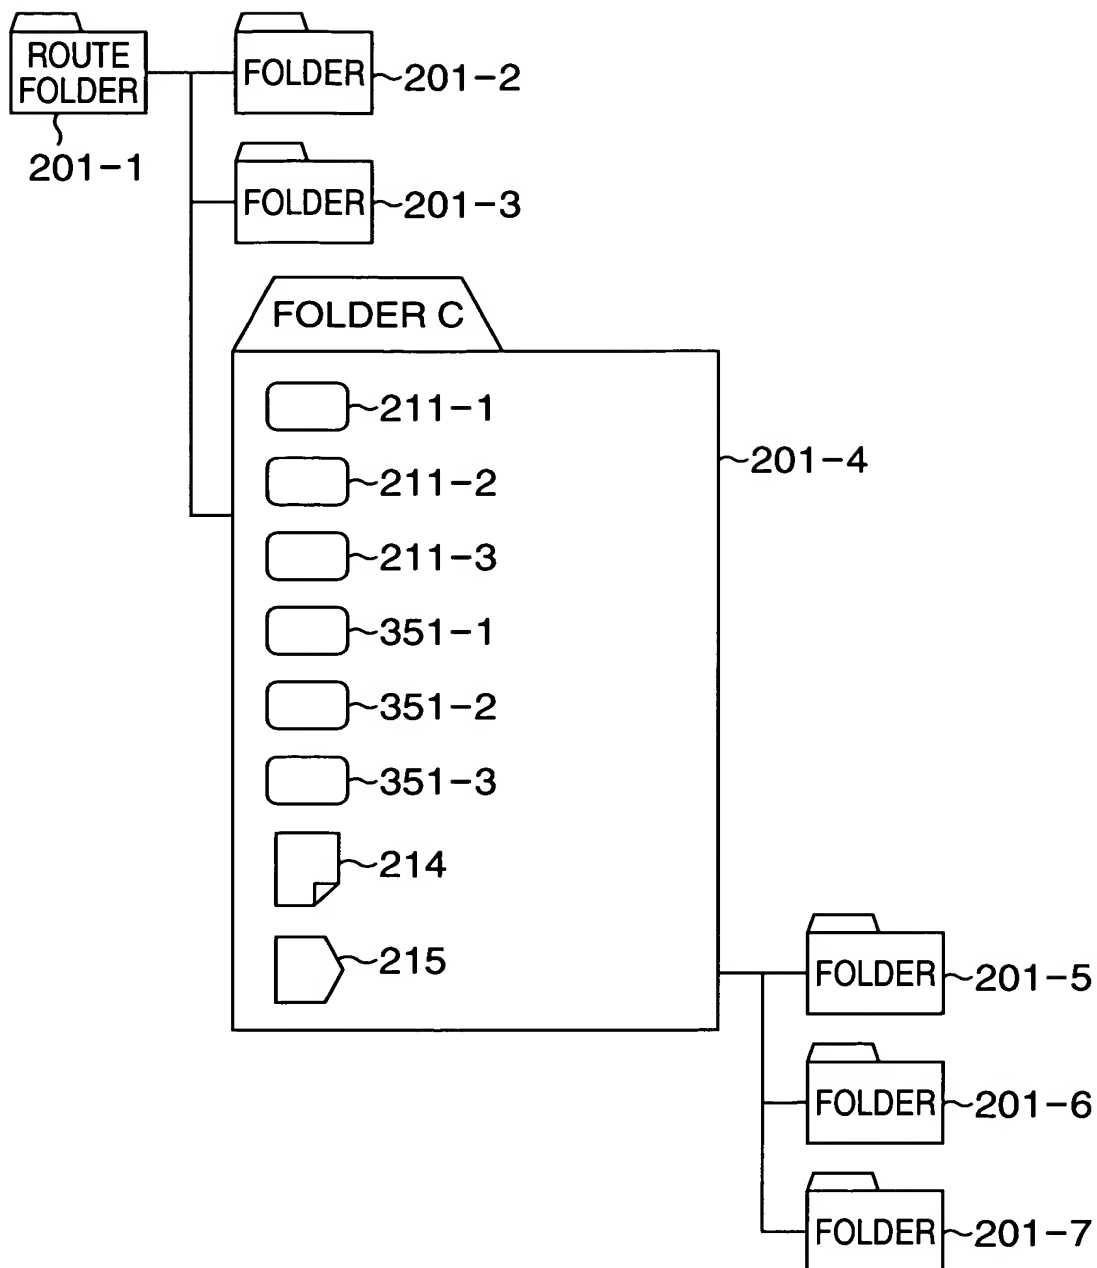 ROUTE
FOLDER
201-1
FOLDER
201-2
FOLDER
201-3
FOLDER C
211-1
211-2
211-3
351-1
351-2
351-3
214
215
201-4
FOLDER
201-5
FOLDER
201-6
FOLDER
201-7